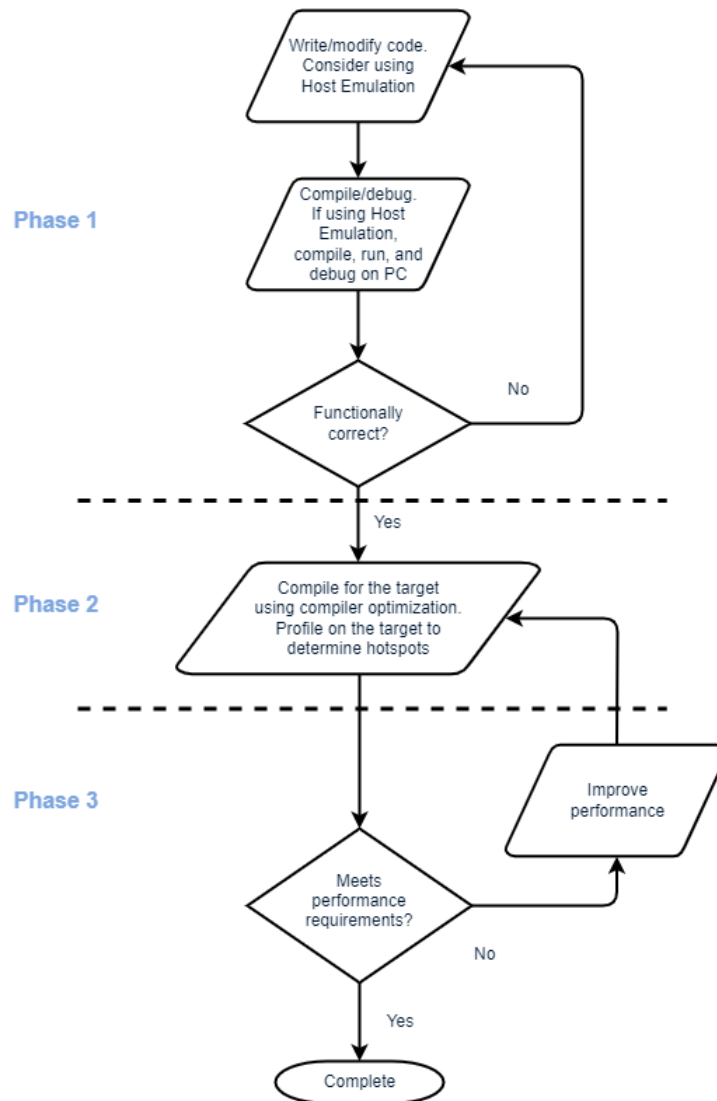 Write/modify code.
Consider using
Host Emulation
Phase 1
Compile/debug.
If using Host
Emulation,
compile, run, and
debug on PC
No
Functionally
correct?
Yes
Phase 2
Compile for the target
using compiler optimization.
Profile on the target to
determine hotspots
Phase 3
Improve
performance
Meets
performance
requirements?
No
Yes
Complete